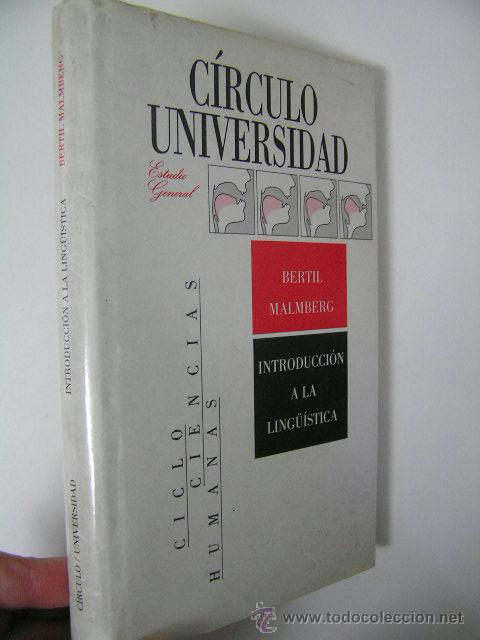 CÍRCULO
UNIVERSIDAD
Estudio
General
BERTIL
MALMBERG
INTRODUCCIÓN
A LA
LINGÜÍSTICA
CICLO
CIENCIAS
HUMANAS
CÍRCULO / UNIVERSIDAD INTRODUCCIÓN A LA LINGÜÍSTICA BERTIL MALMBERG
www.todocoleccion.net